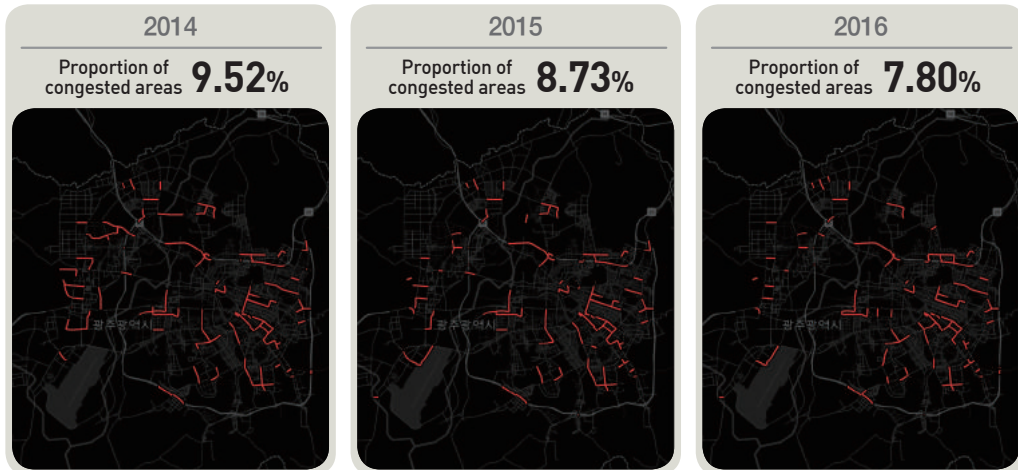 2014
Proportion of
congested areas 9.52%
광주광역시
2015
Proportion of
congested areas 8.73%
광주광역시
2016
Proportion of
congested areas 7.80%
광주광역시